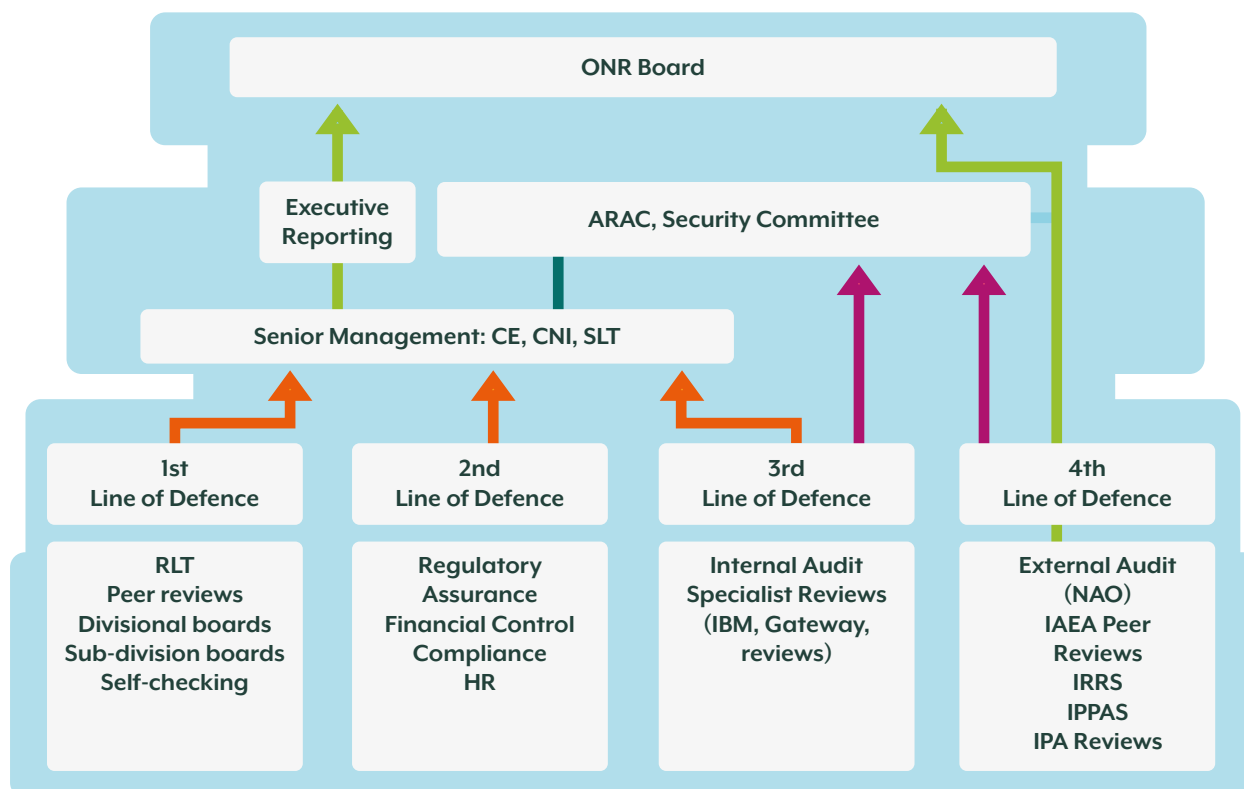 ONR Board
Executive
Reporting
ARAC, Security Committee
Senior Management: CE, CNI, SLT
1st
Line of Defence
2nd
Line of Defence
3rd
Line of Defence
4th
Line of Defence
RLT
Peer reviews
Divisional boards
Sub-division boards
Self-checking
Regulatory
Assurance
Financial Control
Compliance
HR
Internal Audit
Specialist Reviews
(IBM, Gateway,
reviews)
External Audit
(NAO)
IAEA Peer
Reviews
IRRS
IPPAS
IPA Reviews